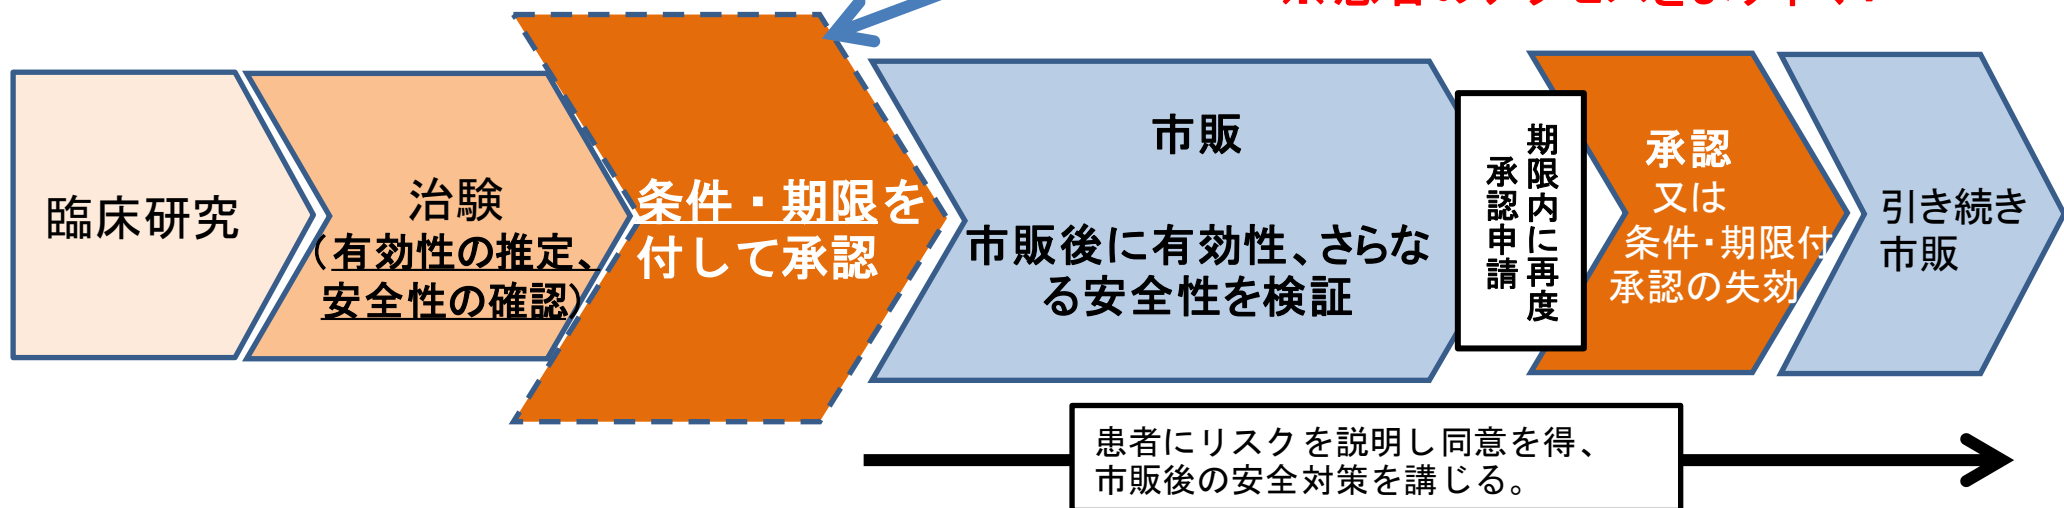 臨床研究
治験
（有効性の推定、
安全性の確認）
条件・期限を
付して承認
市販
市販後に有効性、さらな
る安全性を検証
期限内に再度
承認申請
承認
又は
条件・期限付
承認の失効
引き続き
市販
患者にリスクを説明し同意を得、
市販後の安全対策を講じる。